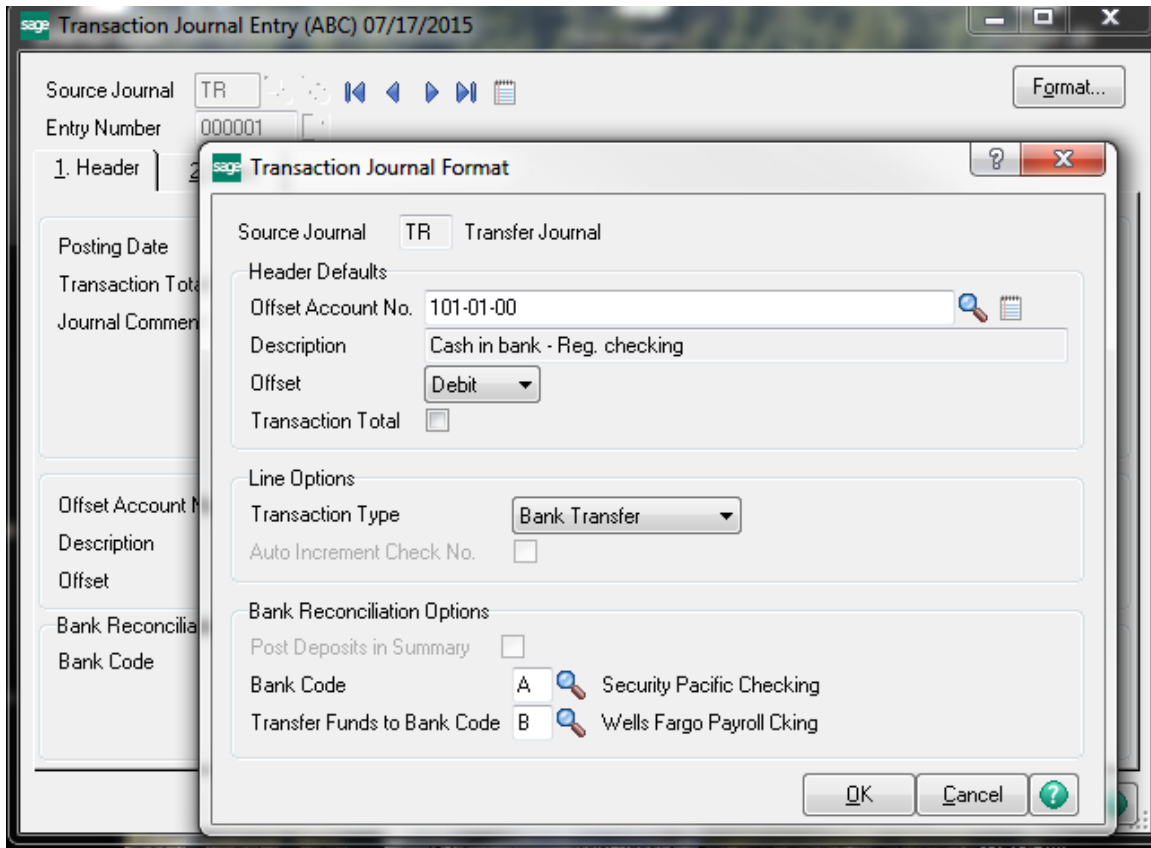 sage Transaction Journal Entry (ABC) 07/17/2015
Source Journal TR Format...
Entry Number 000001
1. Header 2
Posting Date
Transaction Tota
Journal Commen
Offset Account N
Description
Offset
Bank Reconcilia
Bank Code
sage Transaction Journal Format
Source Journal TR Transfer Journal
Header Defaults
Offset Account No. 101-01-00
Description Cash in bank - Reg. checking
Offset Debit
Transaction Total
Line Options
Transaction Type Bank Transfer
Auto Increment Check No.
Bank Reconciliation Options
Post Deposits in Summary
Bank Code A Security Pacific Checking
Transfer Funds to Bank Code B Wells Fargo Payroll Cking
OK Cancel